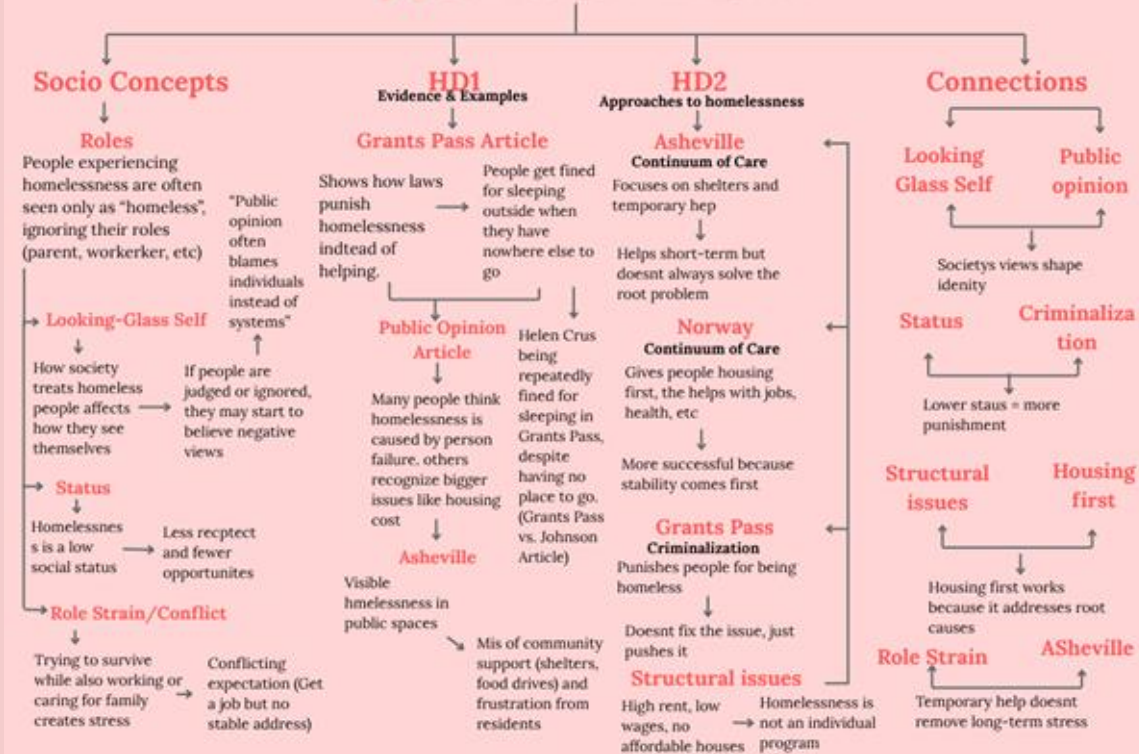 Socio Concepts
Roles
People experiencing
homelessness are often
seen only as "homeless",
ignoring their roles
(parent, workerker, etc)
"Public
opinion
often
blames
individuals
instead of
systems"
Looking-Glass Self
How society
treats homeless
people affects
how they see
themselves
If people are
judged or ignored,
they may start to
believe negative
views
Status
Homelessnes
s is a low
social status
Less recptect
and fewer
opportunites
Role Strain/Conflict
Trying to survive
while also working or
caring for family
creates stress
Conflicting
expectation (Get
a job but no
stable address)
HD1
Evidence & Examples
Grants Pass Article
Shows how laws
punish
homelessness
indtead of
helping.
People get fined
for sleeping
outside when
they have
nowhere else to
go
Public Opinion
Article
Many people think
homelessness is
caused by person
failure. others
recognize bigger
issues like housing
cost
Helen Crus
being
repeatedly
fined for
sleeping in
Grants Pass,
despite
having no
place to go.
(Grants Pass
vs. Johnson
Article)
Asheville
Visible
hmelessness in
public spaces
Mis of community
support (shelters,
food drives) and
frustration from
residents
HD2
Approaches to homelessness
Asheville
Continuum of Care
Focuses on shelters and
temporary hep
Helps short-term but
doesnt always solve the
root problem
Norway
Continuum of Care
Gives people housing
first, the helps with jobs,
health, etc
More successful because
stability comes first
Grants Pass
Criminalization
Punishes people for being
homeless
Doesnt fix the issue, just
pushes it
Structural issues
High rent, low
wages, no
affordable houses
Homelessness is
not an individual
program
Connections
Looking
Glass Self
Public
opinion
Societys views shape
idenity
Status
Criminaliza
tion
Lower staus = more
punishment
Structural
issues
Housing
first
Housing first works
because it addresses root
causes
Role Strain
ASheville
Temporary help doesnt
remove long-term stress